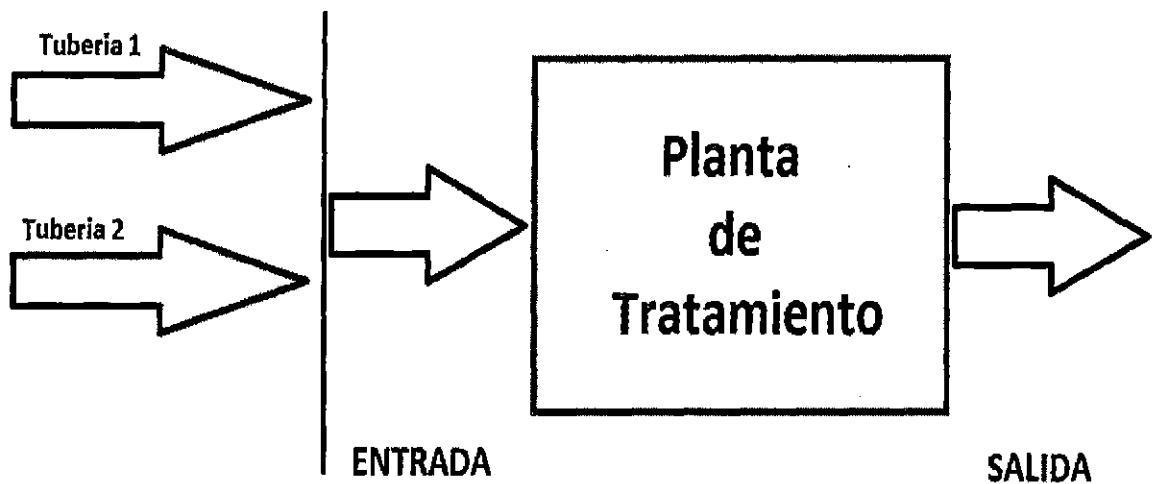 Tuberia 1
Tuberia 2
Planta
de
Tratamiento
ENTRADA
SALIDA